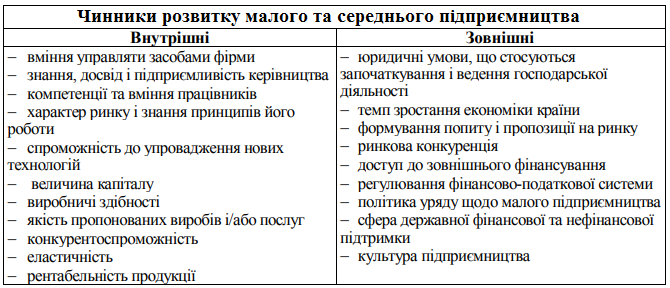 Чинники розвитку малого та середнього підприємництва
Внутрішні
– вміння управляти засобами фірми
– знання, досвід і підприємливість керівництва
– компетенції та вміння працівників
– характер ринку і знання принципів його
роботи
– спроможність до упровадження нових
технологій
– величина капіталу
– виробничі здібності
– якість пропонованих виробів і/або послуг
– конкурентоспроможність
– еластичність
– рентабельність продукції
Зовнішні
– юридичні умови, що стосуються
започаткування і ведення господарської
діяльності
– темп зростання економіки країни
– формування попиту і пропозиції на ринку
– ринкова конкуренція
– доступ до зовнішнього фінансування
– регулювання фінансово-податкової системи
– політика уряду щодо малого підприємництва
– сфера державної фінансової та нефінансової
підтримки
– культура підприємництва